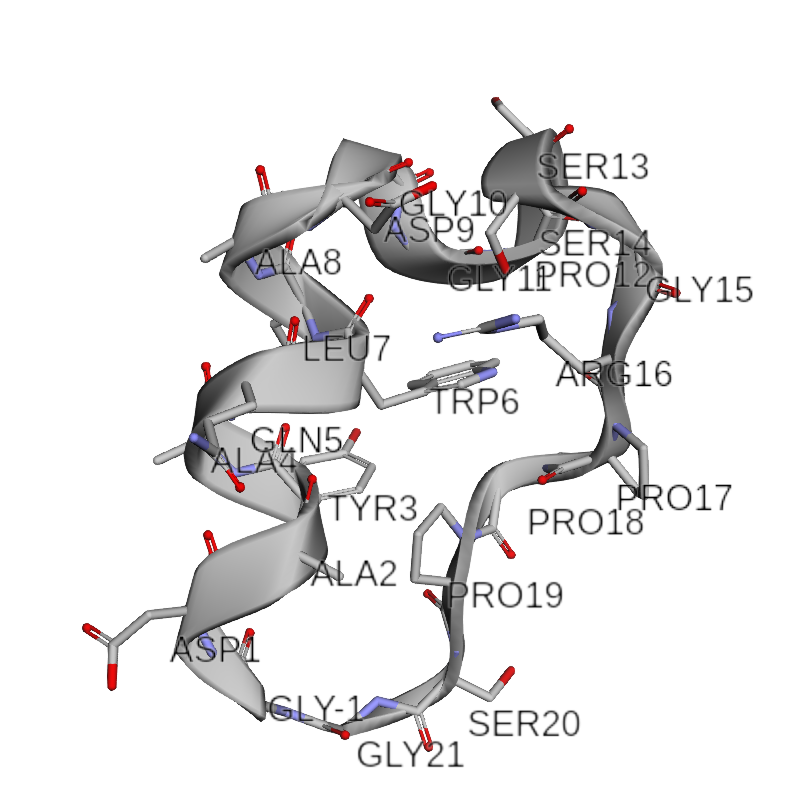 SER13
GLY10
ASP9
SER14
ALA8
GLY11
PRO12
GLY15
LEU7
ARG16
TRP6
GLN5
ALA4
PRO17
TYR3
PRO18
ALA2
PRO19
ASP1
GLY-1
SER20
GLY21